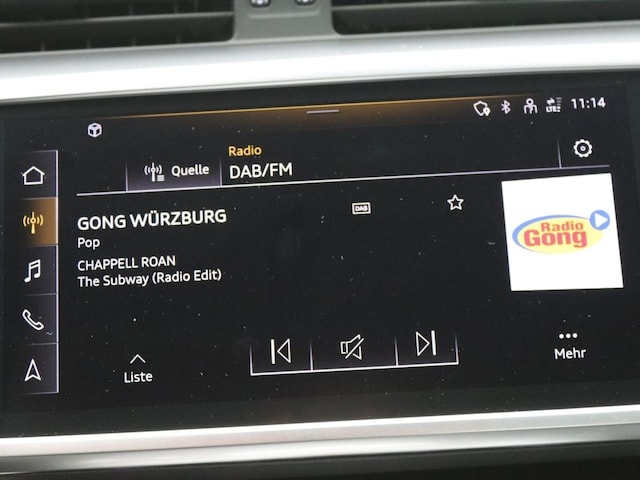 LTE
11:14
Radio
Quelle
DAB/FM
GONG WÜRZBURG
DAB
Pop
CHAPPELL ROAN
The Subway (Radio Edit)
Radio
Gong
Liste
Mehr